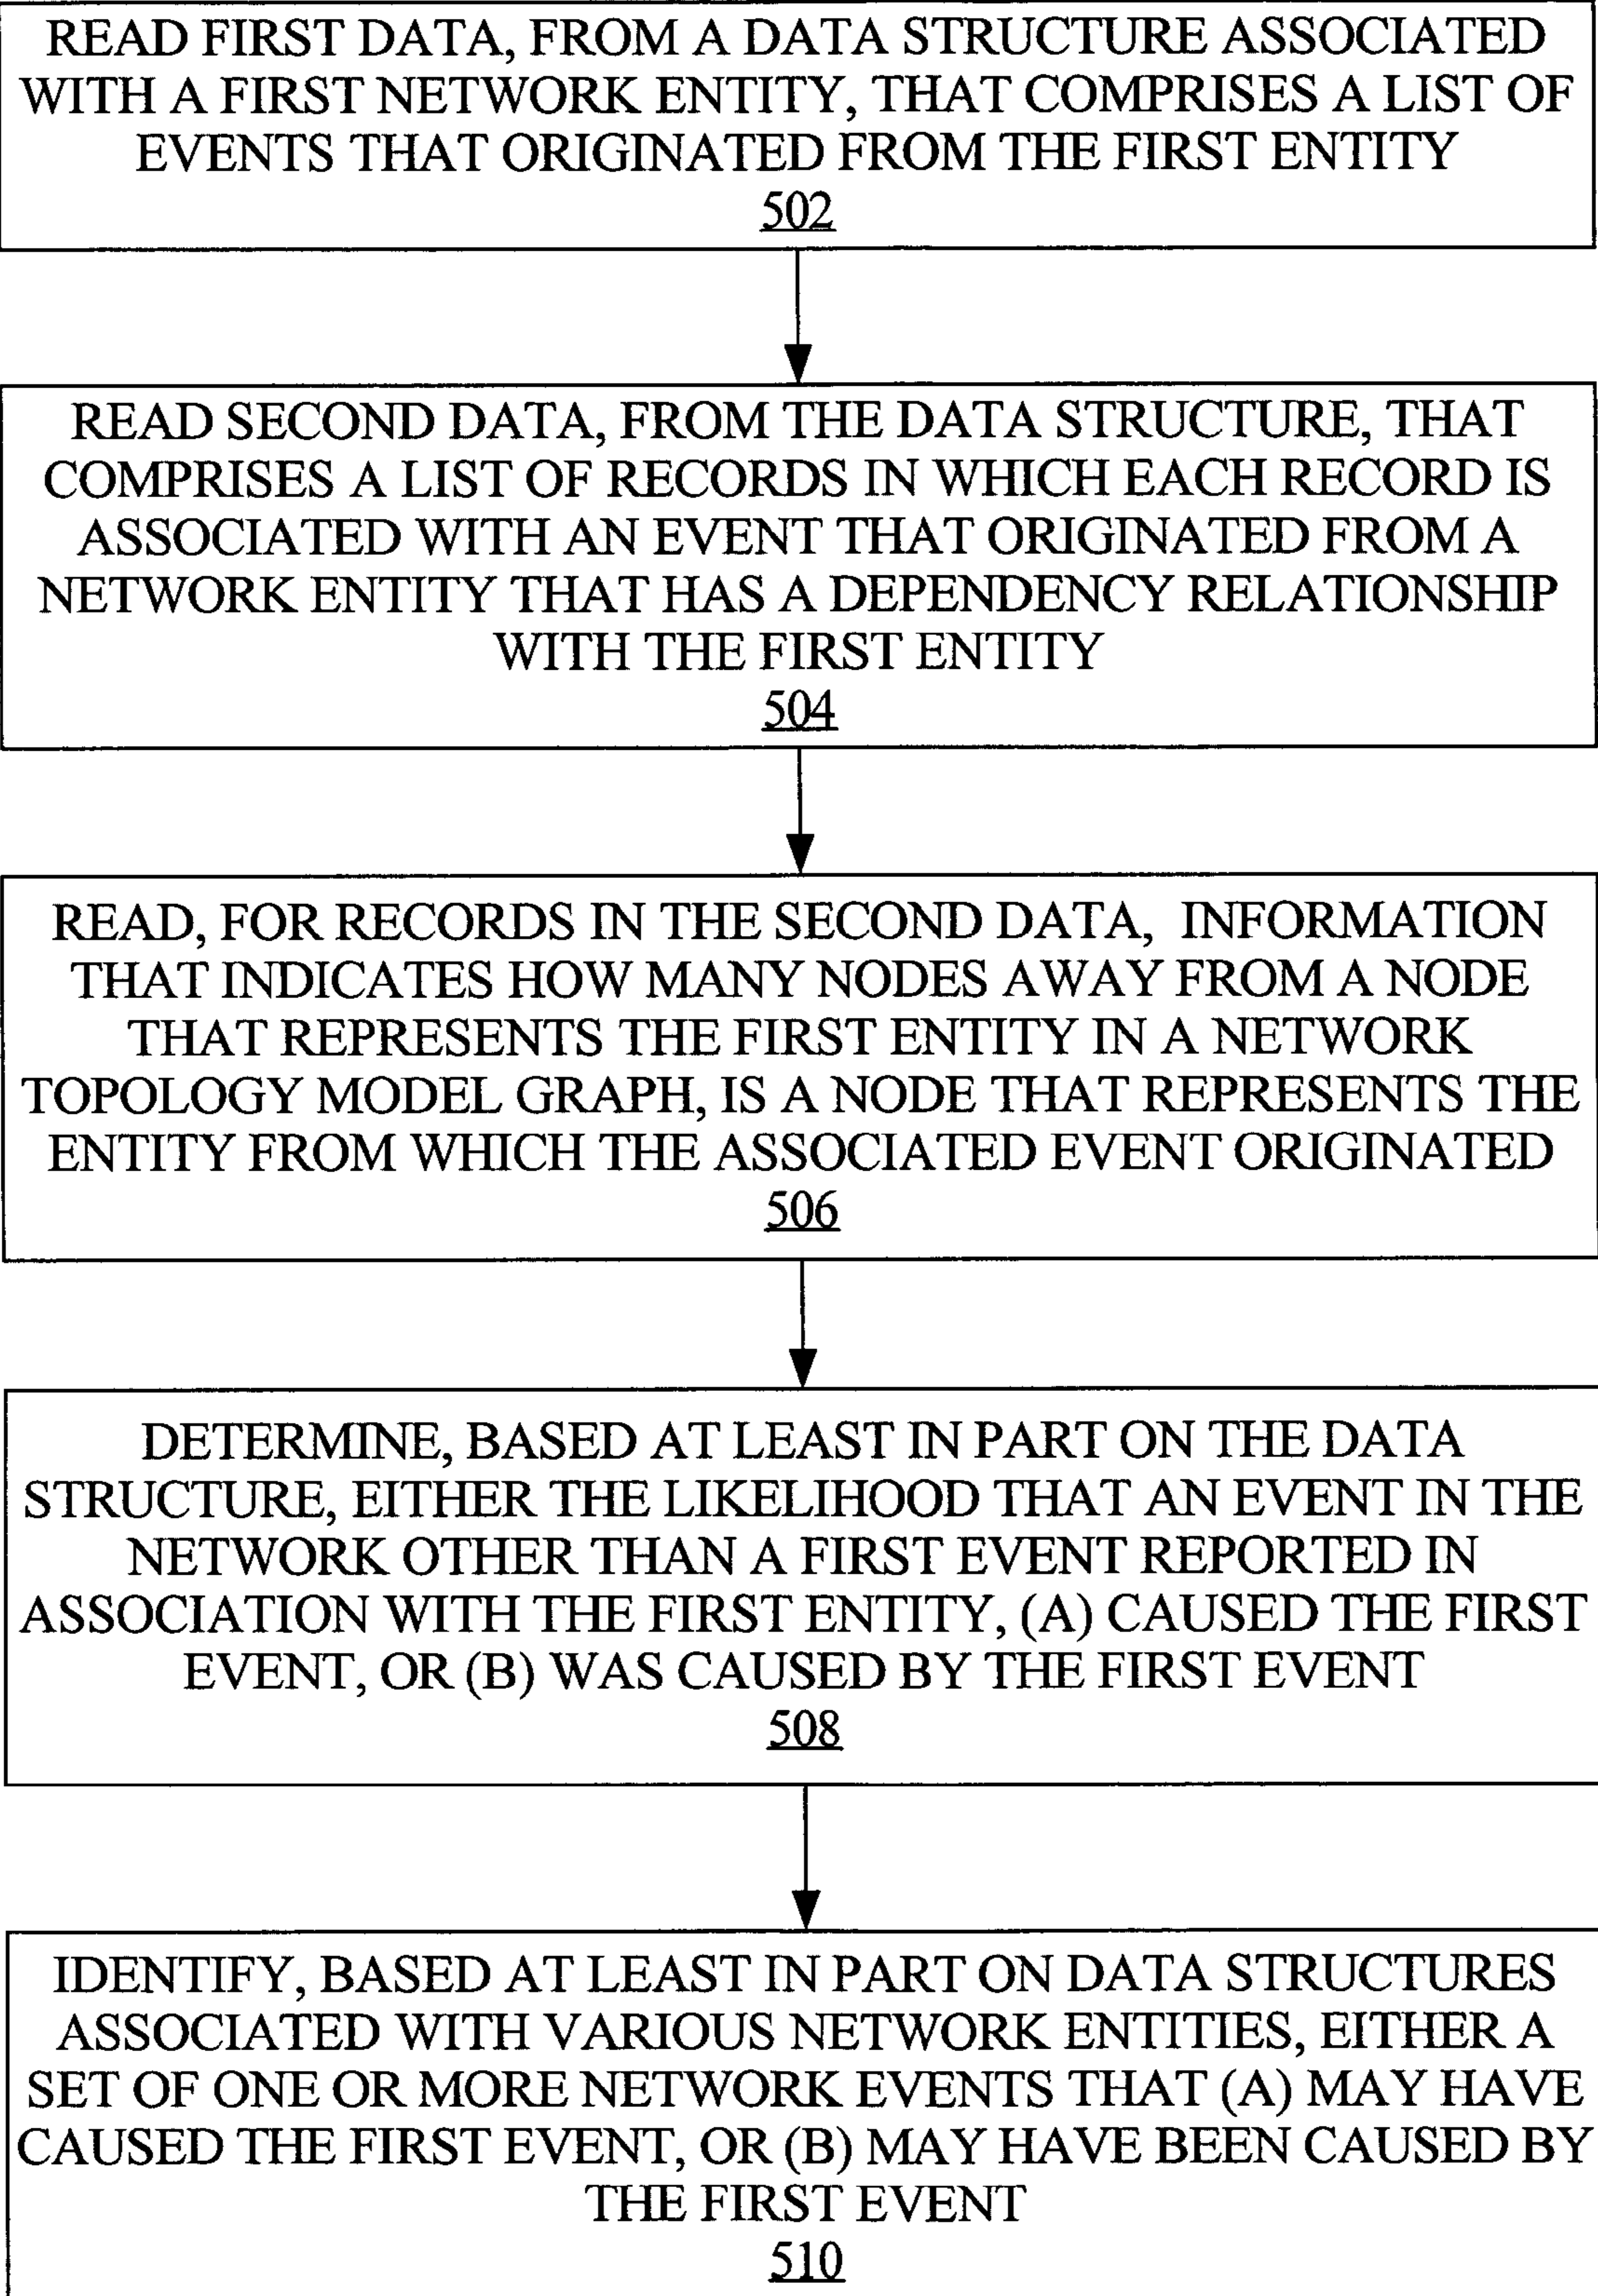 READ FIRST DATA, FROM A DATA STRUCTURE ASSOCIATED
WITH A FIRST NETWORK ENTITY, THAT COMPRISES A LIST OF
EVENTS THAT ORIGINATED FROM THE FIRST ENTITY
502
READ SECOND DATA, FROM THE DATA STRUCTURE, THAT
COMPRISES A LIST OF RECORDS IN WHICH EACH RECORD IS
ASSOCIATED WITH AN EVENT THAT ORIGINATED FROM A
NETWORK ENTITY THAT HAS A DEPENDENCY RELATIONSHIP
WITH THE FIRST ENTITY
504
READ, FOR RECORDS IN THE SECOND DATA, INFORMATION
THAT INDICATES HOW MANY NODES AWAY FROM A NODE
THAT REPRESENTS THE FIRST ENTITY IN A NETWORK
TOPOLOGY MODEL GRAPH, IS A NODE THAT REPRESENTS THE
ENTITY FROM WHICH THE ASSOCIATED EVENT ORIGINATED
506
DETERMINE, BASED AT LEAST IN PART ON THE DATA
STRUCTURE, EITHER THE LIKELIHOOD THAT AN EVENT IN THE
NETWORK OTHER THAN A FIRST EVENT REPORTED IN
ASSOCIATION WITH THE FIRST ENTITY, (A) CAUSED THE FIRST
EVENT, OR (B) WAS CAUSED BY THE FIRST EVENT
508
IDENTIFY, BASED AT LEAST IN PART ON DATA STRUCTURES
ASSOCIATED WITH VARIOUS NETWORK ENTITIES, EITHER A
SET OF ONE OR MORE NETWORK EVENTS THAT (A) MAY HAVE
CAUSED THE FIRST EVENT, OR (B) MAY HAVE BEEN CAUSED BY
THE FIRST EVENT
510